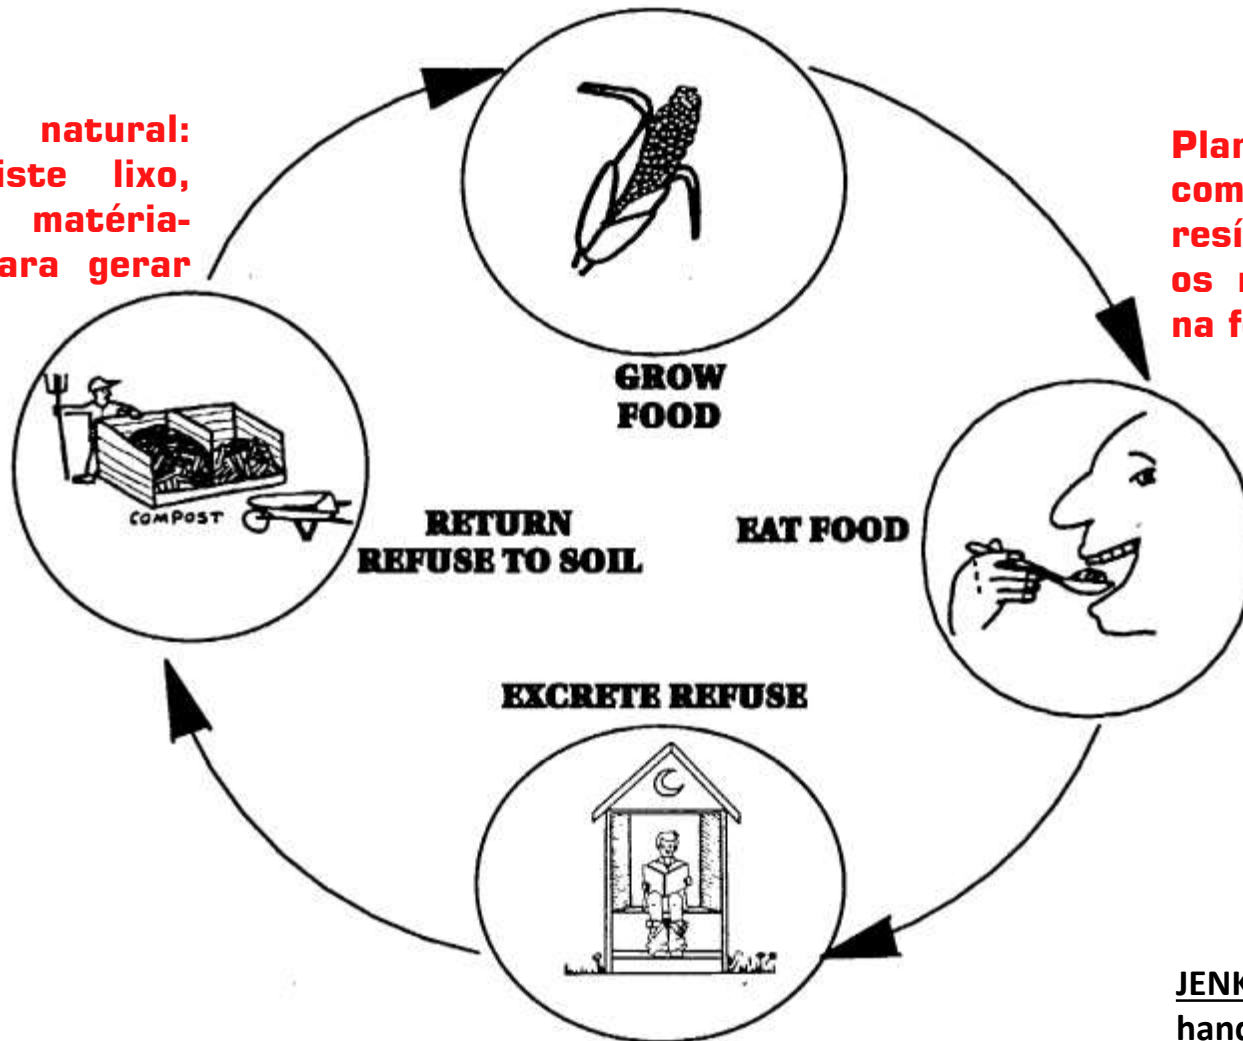 natural:
iste lixo,
matéria-
ara gerar
Plan
com
resí
os
na f
GROW
FOOD
COMPOST
RETURN
REFUSE TO SOIL
EAT FOOD
EXCRETE REFUSE
JENK
hand